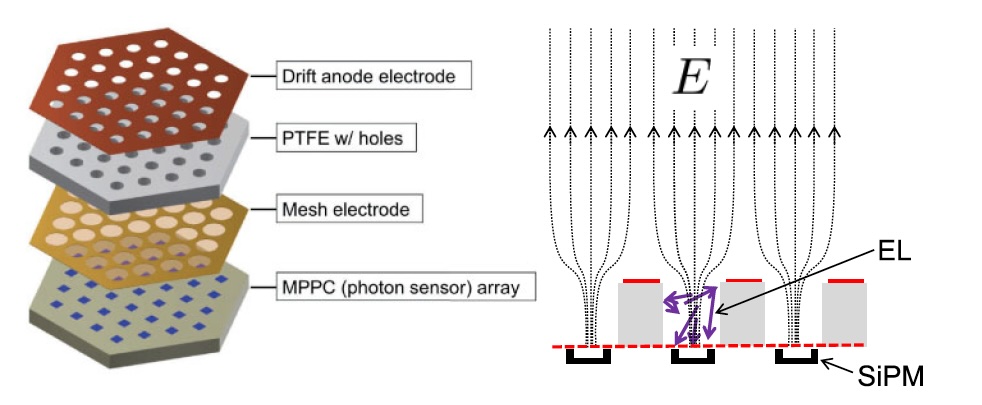 Drift anode electrode
PTFE w/ holes
Mesh electrode
MPPC (photon sensor) array
E
EL
SiPM